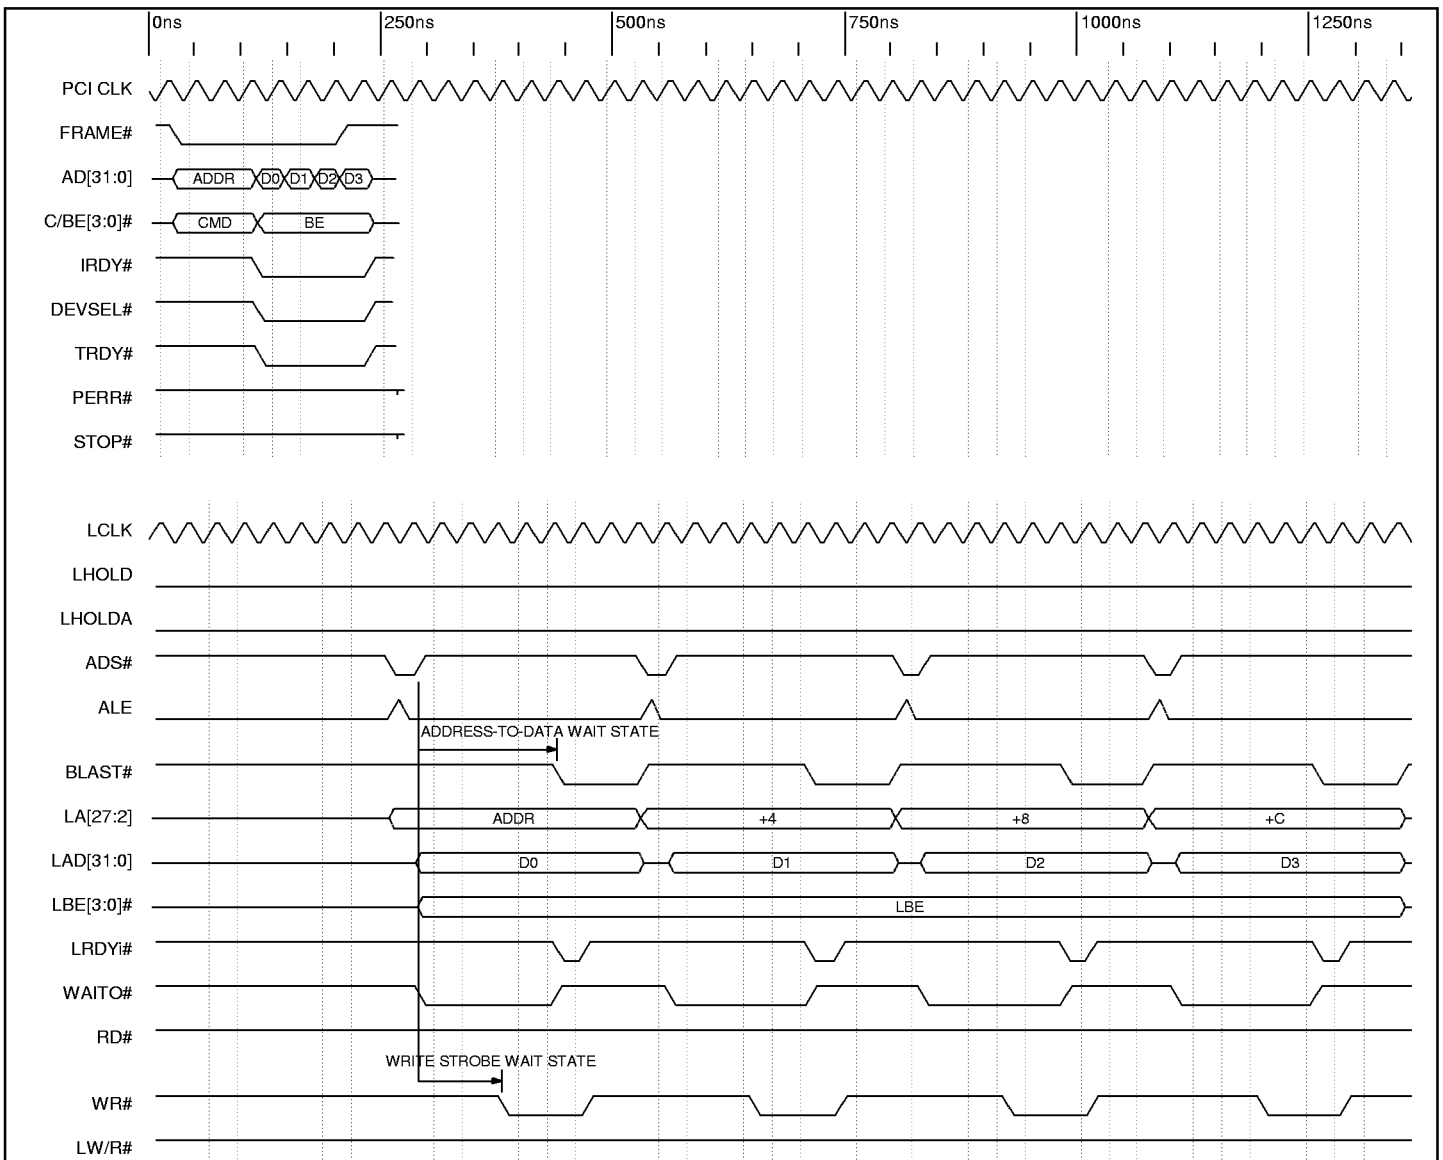 0ns 250ns 500ns 750ns 1000ns 1250ns
PCI CLK
FRAME#
AD[31:0] ADDR D0 D1 D2 D3
C/BE[3:0]# CMD BE
IRDY#
DEVSEL#
TRDY#
PERR#
STOP#
LCLK
LHOLD
LHOLDA
ADS#
ALE
ADDRESS-TO-DATA WAIT STATE
BLAST#
LA[27:2] ADDR +4 +8 +C
LAD[31:0] D0 D1 D2 D3
LBE[3:0]# LBE
LRDYi#
WAITO#
RD#
WRITE STROBE WAIT STATE
WR#
LW/R#